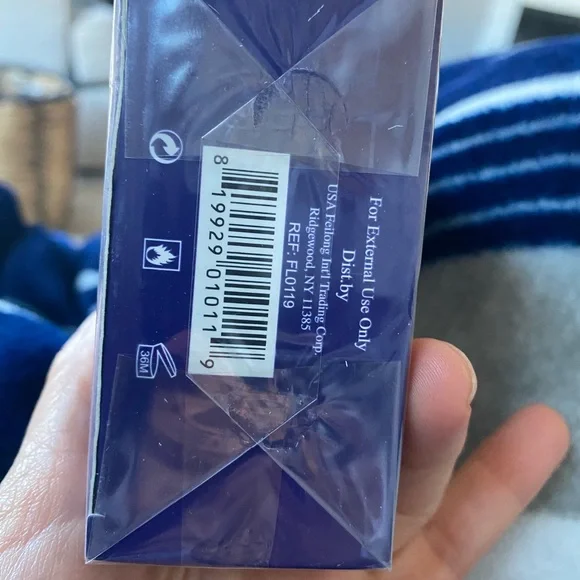 For External Use Only
Dist.by
USA Feilong Int'l Trading Corp.
Ridgewood, NY 11385
REF: FL0119
8 19929 01011 9
36M